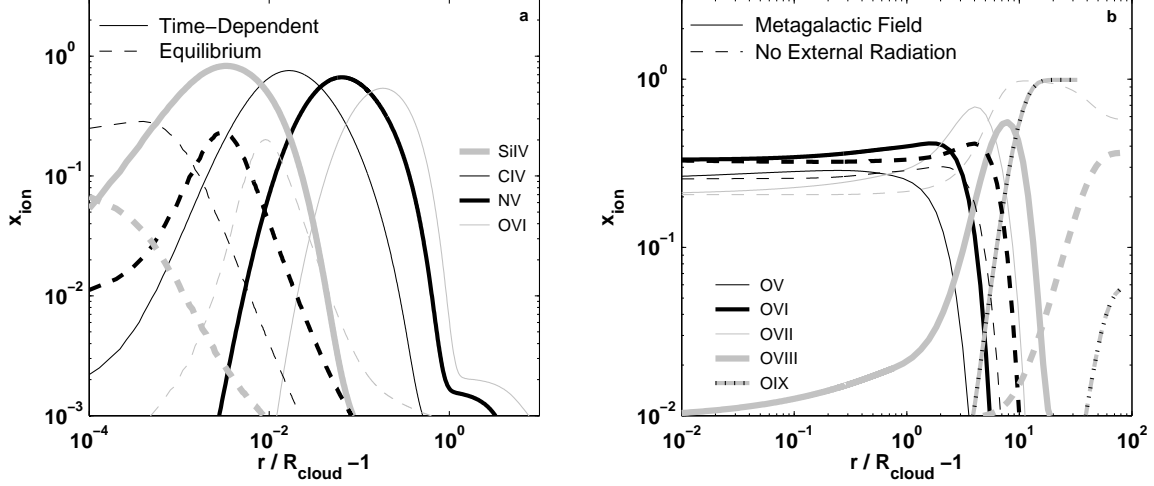 a
Time−Dependent
Equilibrium
10^0
10^−1
10^−2
10^−3
x_ion
SiIV
CIV
NV
OVI
10^−4
10^−2
10^0
r / R_cloud −1
b
Metagalactic Field
No External Radiation
10^0
10^−1
10^−2
x_ion
OV
OVI
OVII
OVIII
OIX
10^−2
10^−1
10^0
10^1
10^2
r / R_cloud −1